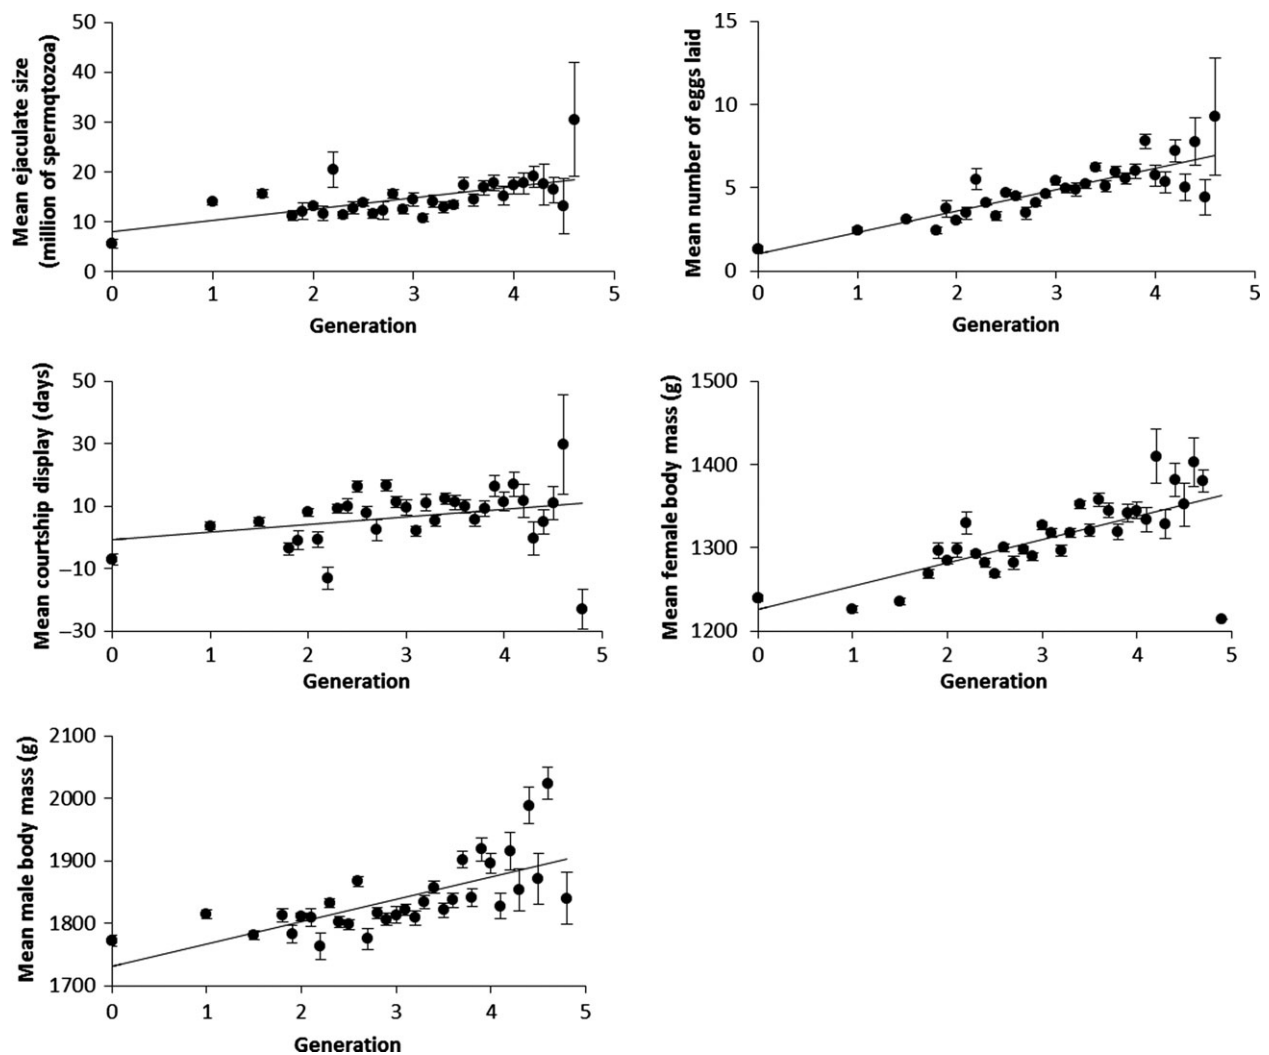 Mean ejaculate size
(million of spermqtozoa)
50
40
30
20
10
0
0 1 2 3 4 5
Generation
Mean number of eggs laid
15
10
5
0
0 1 2 3 4 5
Generation
Mean courtship display (days)
50
30
10
–10
–30
0 1 2 3 4 5
Generation
Mean female body mass (g)
1500
1400
1300
1200
0 1 2 3 4 5
Generation
Mean male body mass (g)
2100
2000
1900
1800
1700
0 1 2 3 4 5
Generation